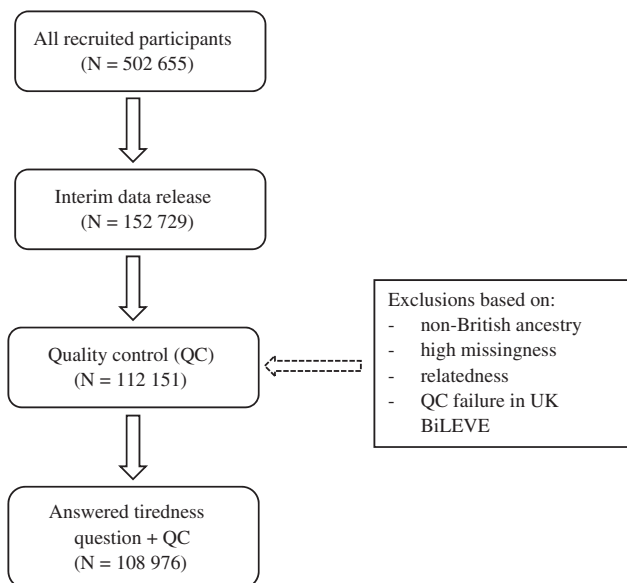 All recruited participants
(N = 502 655)
Interim data release
(N = 152 729)
Quality control (QC)
(N = 112 151)
Exclusions based on:
- non-British ancestry
- high missingness
- relatedness
- QC failure in UK
BiLEVE
Answered tiredness
question + QC
(N = 108 976)